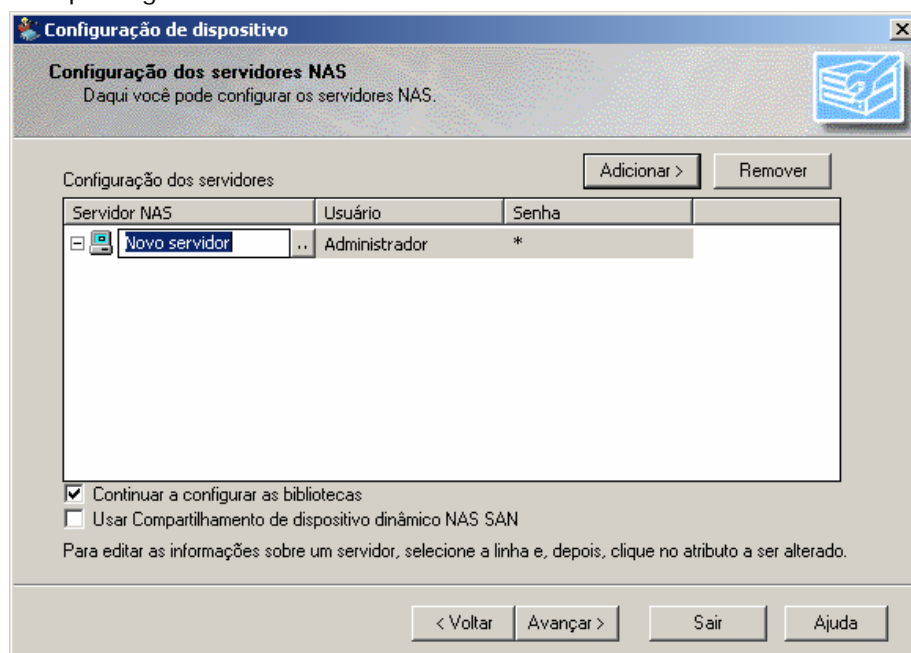 Configuração de dispositivo
Configuração dos servidores NAS
Daqui você pode configurar os servidores NAS.
Adicionar > Remover
Configuração dos servidores
Servidor NAS Usuário Senha
Novo servidor .. Administrador *
Continuar a configurar as bibliotecas
Usar Compartilhamento de dispositivo dinâmico NAS SAN
Para editar as informações sobre um servidor, selecione a linha e, depois, clique no atributo a ser alterado.
< Voltar Avançar > Sair Ajuda